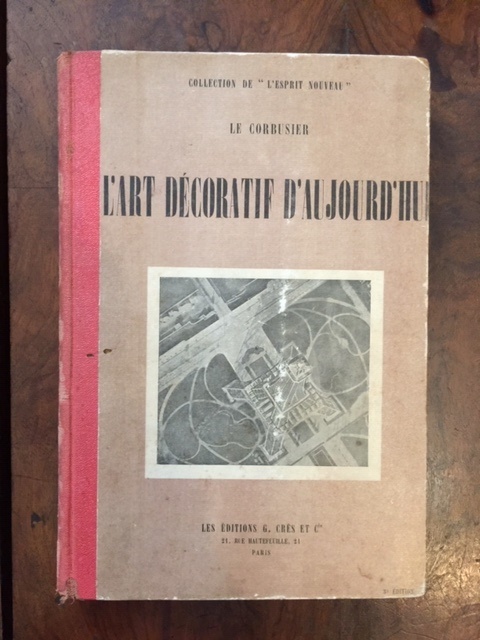 COLLECTION DE "L'ESPRIT NOUVEAU"
LE CORBUSIER
L'ART DÉCORATIF D'AUJOURD'HUI
LES ÉDITIONS G. CRÈS ET Cie
21, RUE HAUTEFEUILLE, 21
PARIS
ÉDITION